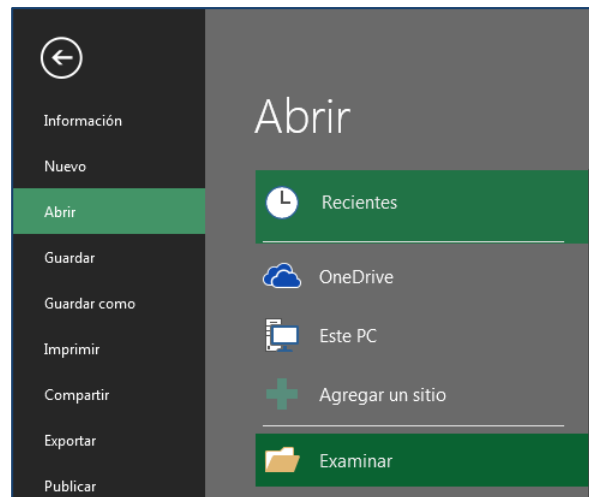 Información
Nuevo
Abrir
Guardar
Guardar como
Imprimir
Compartir
Exportar
Publicar
Abrir
Recientes
OneDrive
Este PC
Agregar un sitio
Examinar